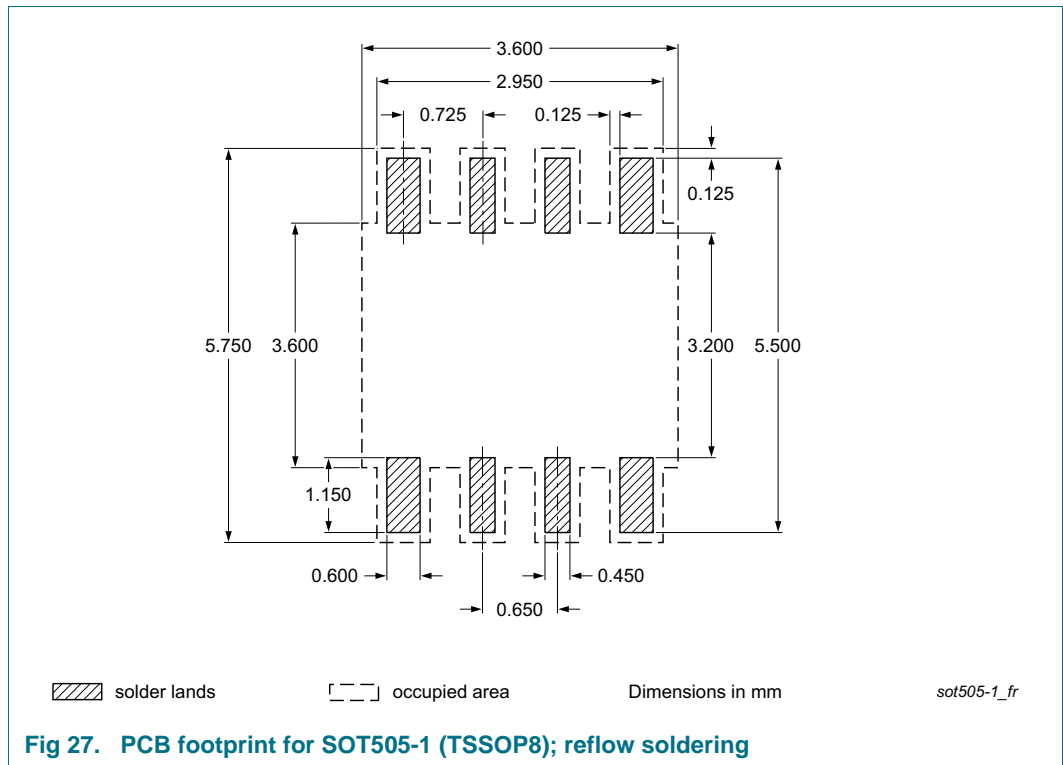 3.600
2.950
0.725 0.125
0.125
5.750 3.600 3.200 5.500
1.150
0.600 0.450
0.650
solder lands occupied area Dimensions in mm sot505-1_fr
Fig 27. PCB footprint for SOT505-1 (TSSOP8); reflow soldering